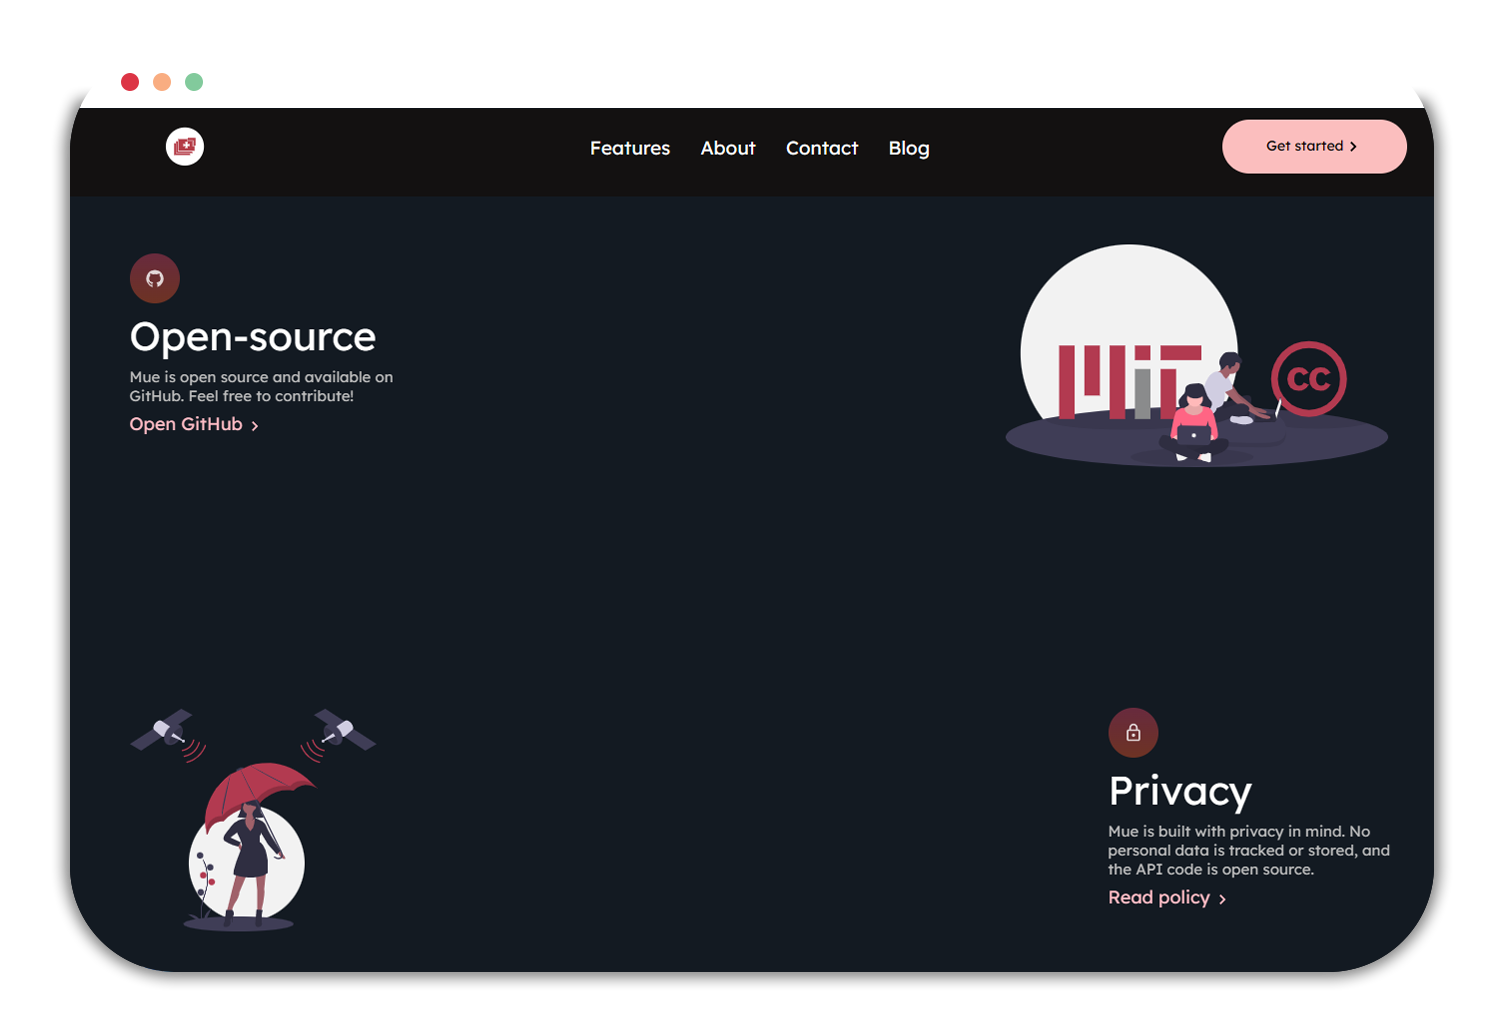 Features About Contact Blog
Get started
Open-source
Mue is open source and available on
GitHub. Feel free to contribute!
Open GitHub
MiT
cc
Privacy
Mue is built with privacy in mind. No
personal data is tracked or stored, and
the API code is open source.
Read policy